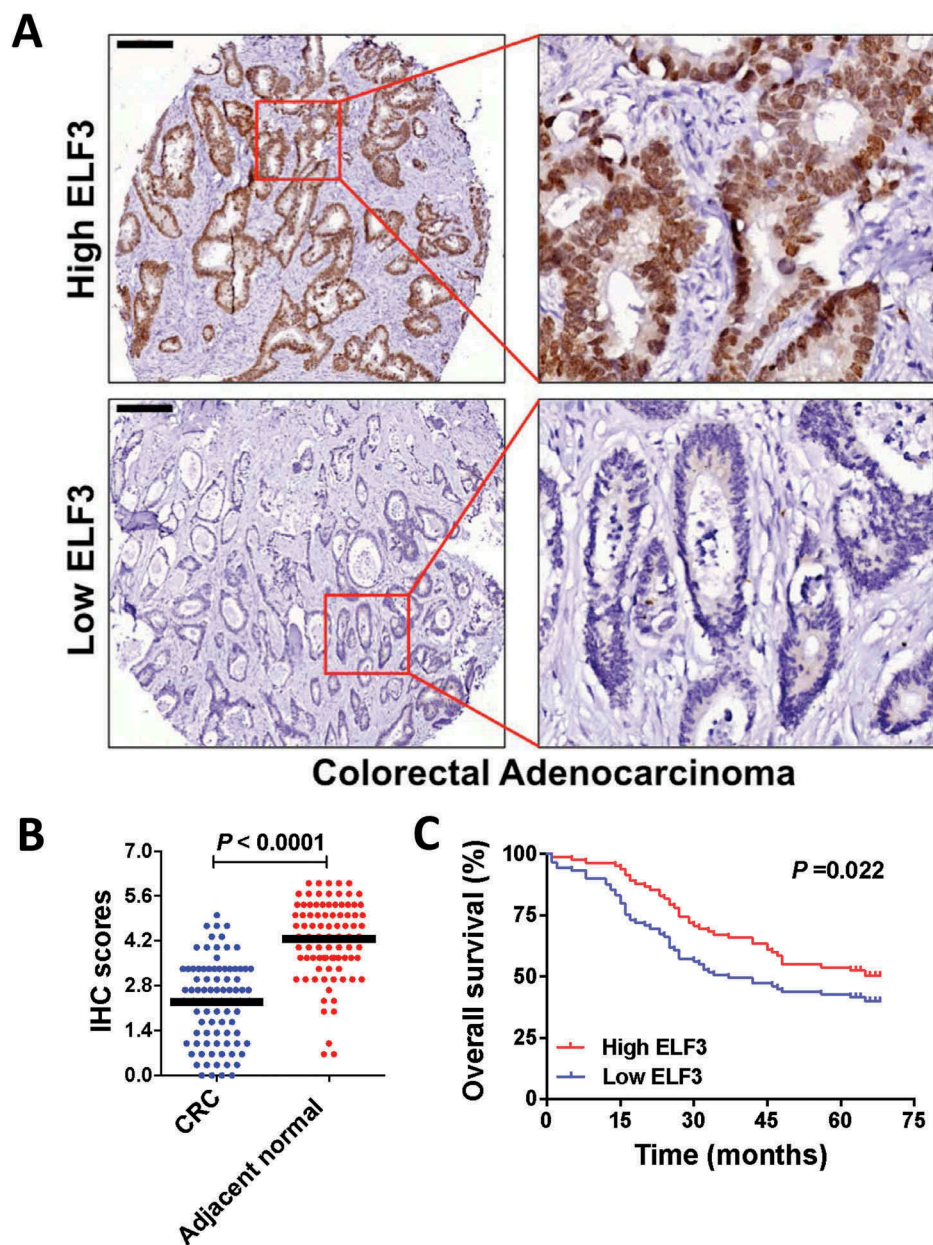 A
High ELF3
Low ELF3
Colorectal Adenocarcinoma
B
P < 0.0001
IHC scores
7.0
5.6
4.2
2.8
1.4
0.0
CRC
Adjacent normal
C
P =0.022
Overall survival (%)
100
75
50
25
0
High ELF3
Low ELF3
0
15
30
45
60
75
Time (months)